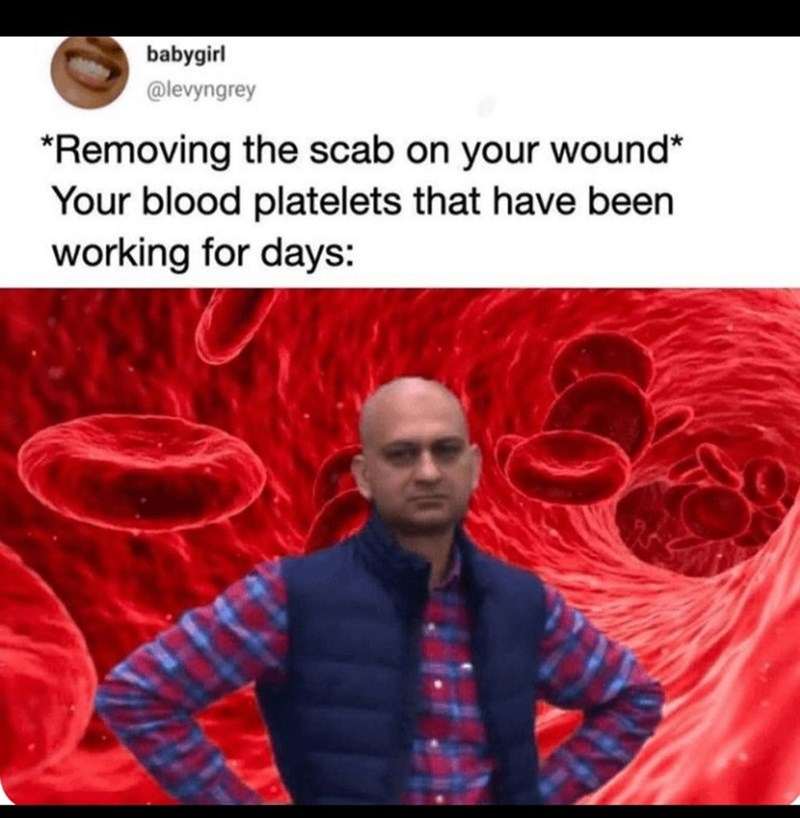 babygirl
@levyngrey
*Removing the scab on your wound*
Your blood platelets that have been
working for days: